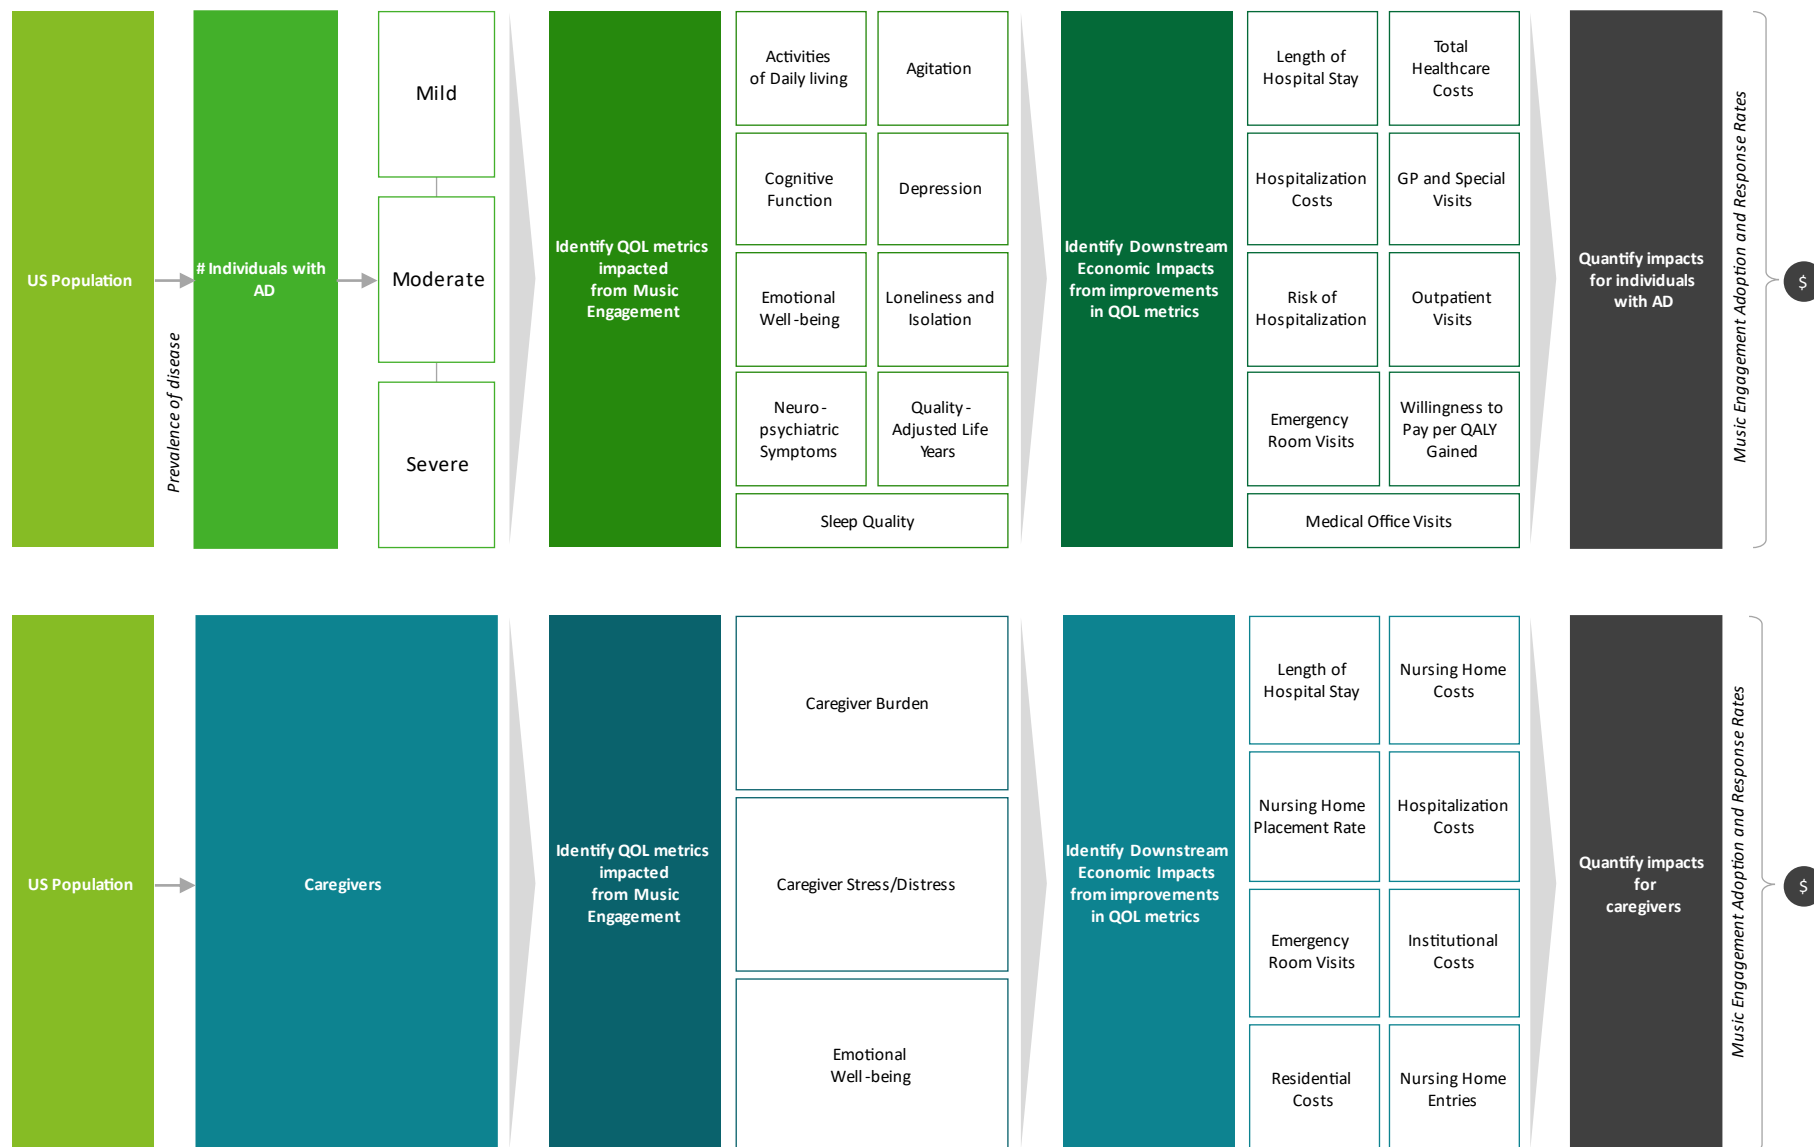 US Population
Prevalence of disease
# Individuals with
AD
Mild
Moderate
Severe
Identify QOL metrics
impacted
from Music
Engagement
Activities
of Daily living
Agitation
Cognitive
Function
Depression
Emotional
Well-being
Loneliness and
Isolation
Neuro-
psychiatric
Symptoms
Quality-
Adjusted Life
Years
Sleep Quality
Identify Downstream
Economic Impacts
from improvements
in QOL metrics
Length of
Hospital Stay
Total
Healthcare
Costs
Hospitalization
Costs
GP and Special
Visits
Risk of
Hospitalization
Outpatient
Visits
Emergency
Room Visits
Willingness to
Pay per QALY
Gained
Medical Office Visits
Quantify impacts
for individuals
with AD
Music Engagement Adoption and Response Rates
$
US Population
Caregivers
Identify QOL metrics
impacted
from Music
Engagement
Caregiver Burden
Caregiver Stress/Distress
Emotional
Well-being
Identify Downstream
Economic Impacts
from improvements
in QOL metrics
Length of
Hospital Stay
Nursing Home
Costs
Nursing Home
Placement Rate
Hospitalization
Costs
Emergency
Room Visits
Institutional
Costs
Residential
Costs
Nursing Home
Entries
Quantify impacts
for
caregivers
Music Engagement Adoption and Response Rates
$